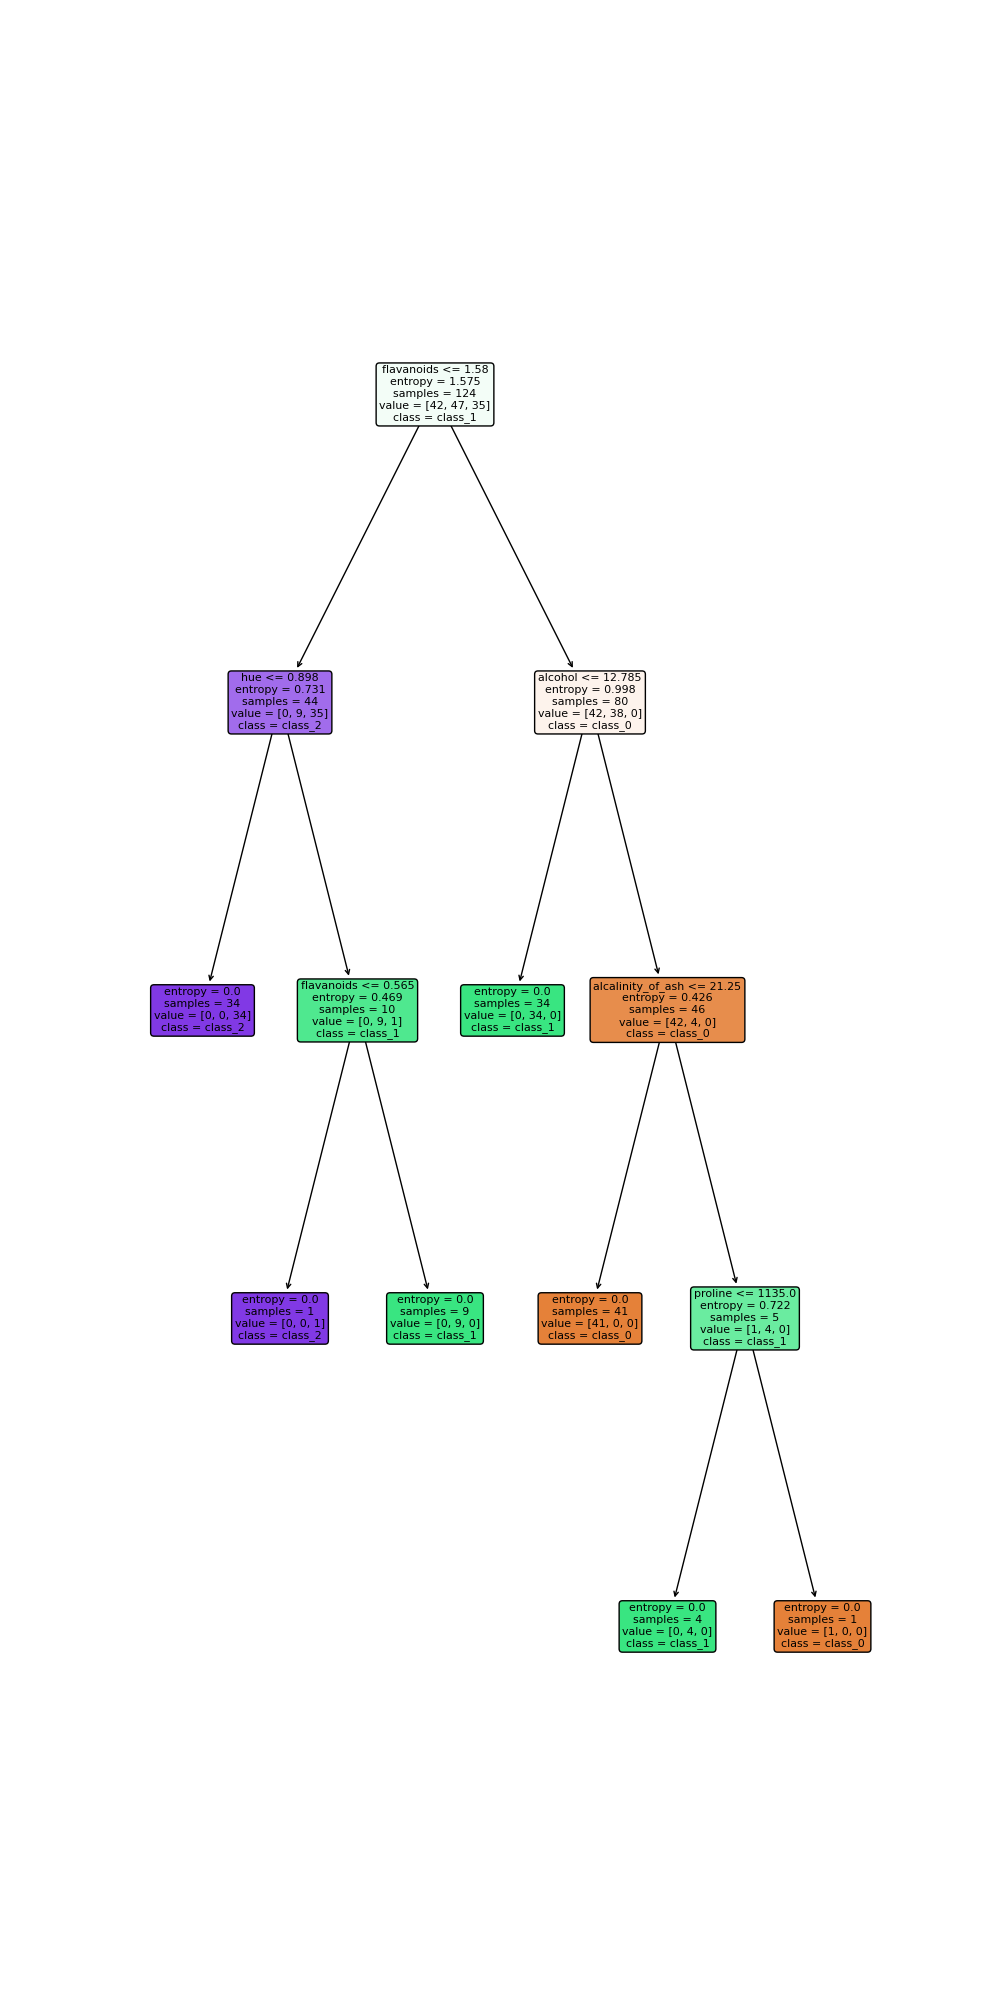 flavanoids <= 1.58
entropy = 1.575
samples = 124
value = [42, 47, 35]
class = class_1
hue <= 0.898
entropy = 0.731
samples = 44
value = [0, 9, 35]
class = class_2
alcohol <= 12.785
entropy = 0.998
samples = 80
value = [42, 38, 0]
class = class_0
entropy = 0.0
samples = 34
value = [0, 0, 34]
class = class_2
flavanoids <= 0.565
entropy = 0.469
samples = 10
value = [0, 9, 1]
class = class_1
entropy = 0.0
samples = 34
value = [0, 34, 0]
class = class_1
alcalinity_of_ash <= 21.25
entropy = 0.426
samples = 46
value = [42, 4, 0]
class = class_0
entropy = 0.0
samples = 1
value = [0, 0, 1]
class = class_2
entropy = 0.0
samples = 9
value = [0, 9, 0]
class = class_1
entropy = 0.0
samples = 41
value = [41, 0, 0]
class = class_0
proline <= 1135.0
entropy = 0.722
samples = 5
value = [1, 4, 0]
class = class_1
entropy = 0.0
samples = 4
value = [0, 4, 0]
class = class_1
entropy = 0.0
samples = 1
value = [1, 0, 0]
class = class_0